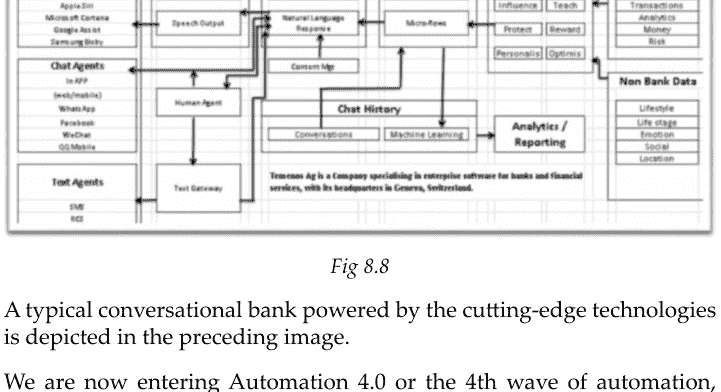 Apple Siri
Microsoft Cortana
Google Assist
Samsung Bixby
Speech Output
Natural Language
Response
Micro-flows
Influence
Teach
Protect
Reward
Personalis
Optimis
Transactions
Analytics
Money
Risk
Content Mgt
Chat Agents
In APP
(web/mobile)
WhatsApp
Facebook
WeChat
QQ Mobile
Human Agent
Chat History
Conversations
Machine Learning
Analytics /
Reporting
Non Bank Data
Lifestyle
Life stage
Emotion
Social
Location
Text Agents
SMS
RCS
Text Gateway
Temenos Ag is a Company specialising in enterprise software for banks and financial
services, with its headquarters in Geneva, Switzerland.
Fig 8.8
A typical conversational bank powered by the cutting-edge technologies
is depicted in the preceding image.
We are now entering Automation 4.0 or the 4th wave of automation,